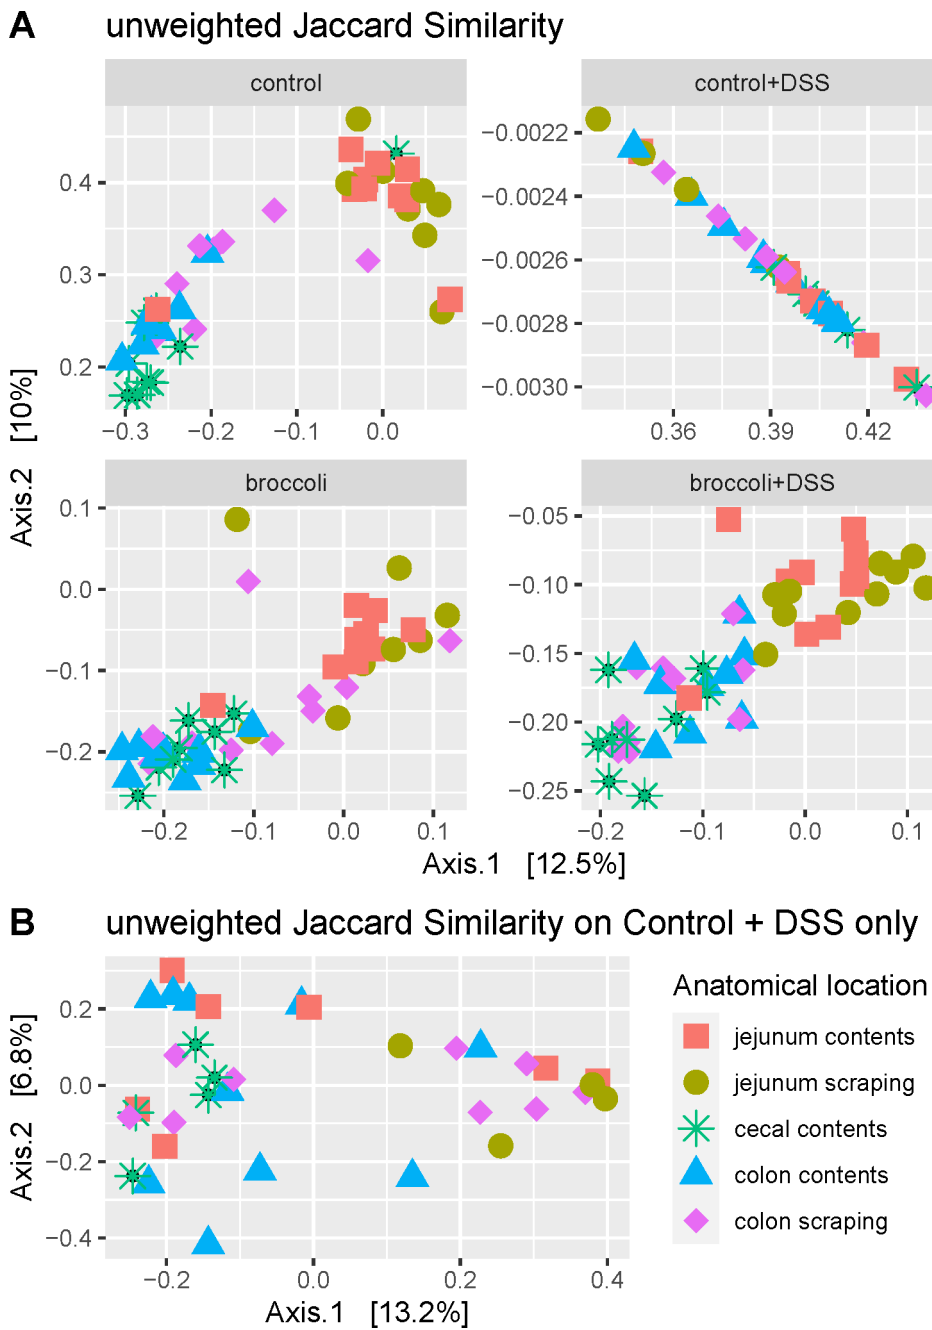 A unweighted Jaccard Similarity
control
control+DSS
0.4
0.3
0.2
−0.3 −0.2 −0.1 0.0
−0.0022
−0.0024
−0.0026
−0.0028
−0.0030
0.36 0.39 0.42
Axis.2 [10%]
broccoli
broccoli+DSS
0.1
0.0
−0.1
−0.2
−0.2 −0.1 0.0 0.1
−0.05
−0.10
−0.15
−0.20
−0.25
−0.2 −0.1 0.0 0.1
Axis.1 [12.5%]
B unweighted Jaccard Similarity on Control + DSS only
Axis.2 [6.8%]
0.2
0.0
−0.2
−0.4
−0.2 0.0 0.2 0.4
Axis.1 [13.2%]
Anatomical location
jejunum contents
jejunum scraping
cecal contents
colon contents
colon scraping